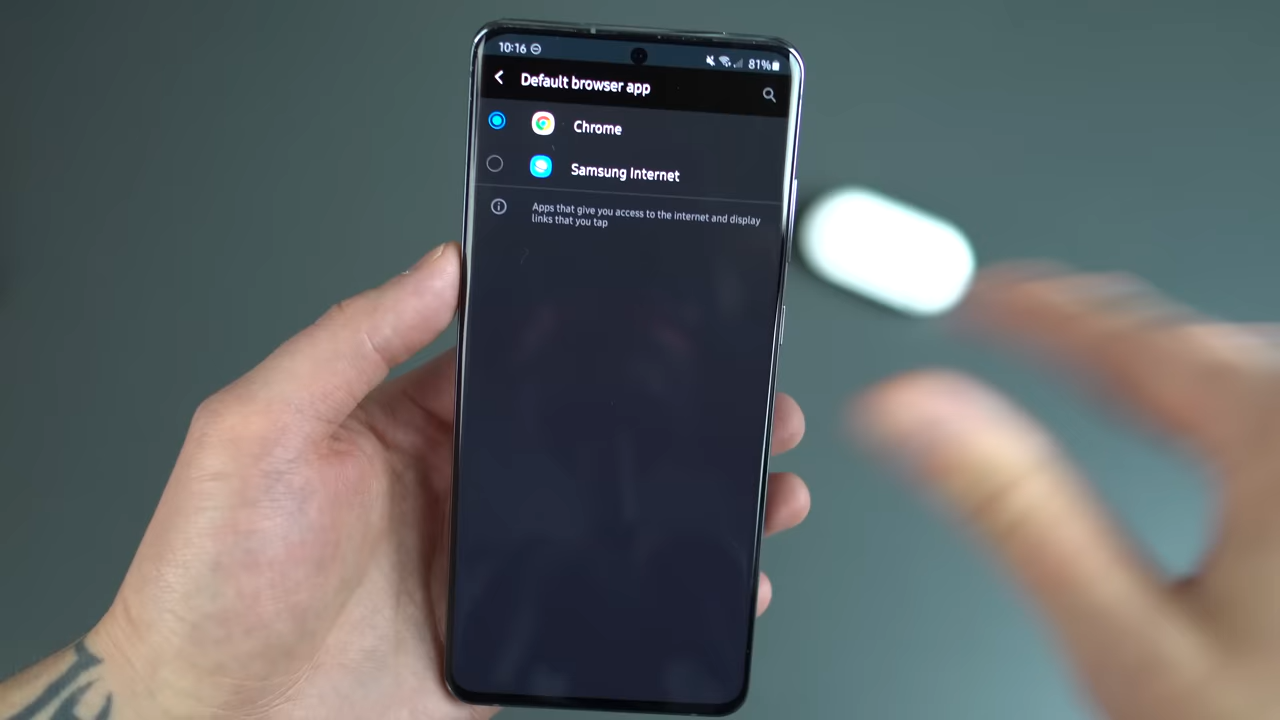 10:16 81%
Default browser app
Chrome
Samsung Internet
Apps that give you access to the internet and display
links that you tap